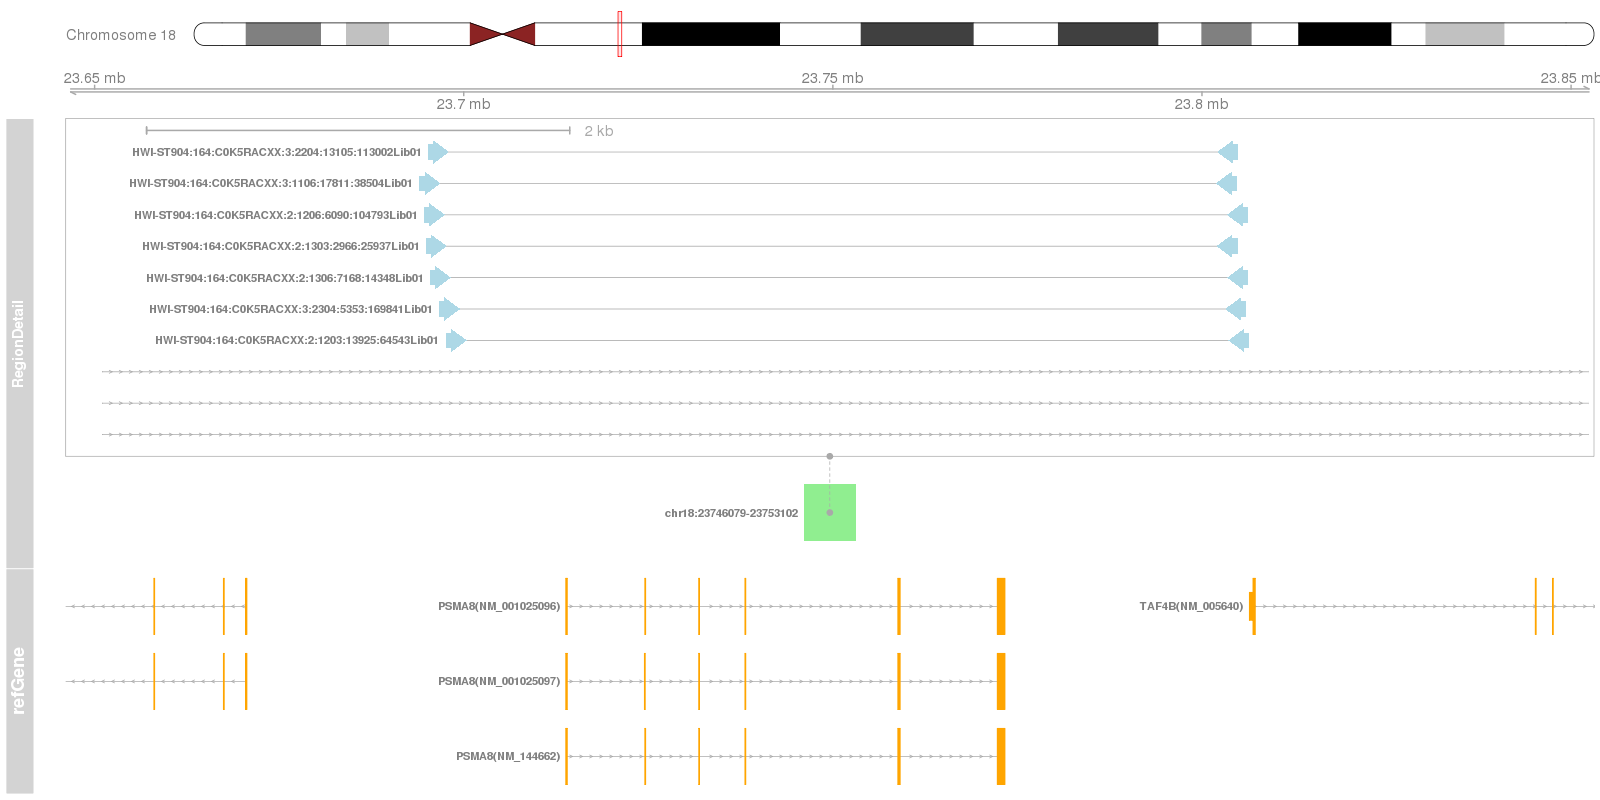 Chromosome 18
23.65 mb
23.75 mb
23.85 mb
23.7 mb
23.8 mb
2 kb
HWI-ST904:164:C0K5RACXX:3:2204:13105:113002Lib01
HWI-ST904:164:C0K5RACXX:3:1106:17811:38504Lib01
HWI-ST904:164:C0K5RACXX:2:1206:6090:104793Lib01
HWI-ST904:164:C0K5RACXX:2:1303:2966:25937Lib01
HWI-ST904:164:C0K5RACXX:2:1306:7168:14348Lib01
HWI-ST904:164:C0K5RACXX:3:2304:5353:169841Lib01
HWI-ST904:164:C0K5RACXX:2:1203:13925:64543Lib01
RegionDetail
chr18:23746079-23753102
PSMA8(NM_001025096)
TAF4B(NM_005640)
PSMA8(NM_001025097)
refGene
PSMA8(NM_144662)